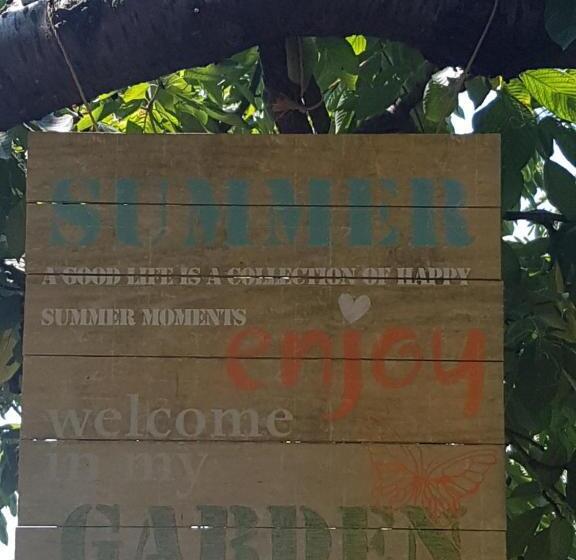 SUMMER
A GOOD LIFE IS A COLLECTION OF HAPPY
SUMMER MOMENTS
enjoy
welcome
in my
GARDEN